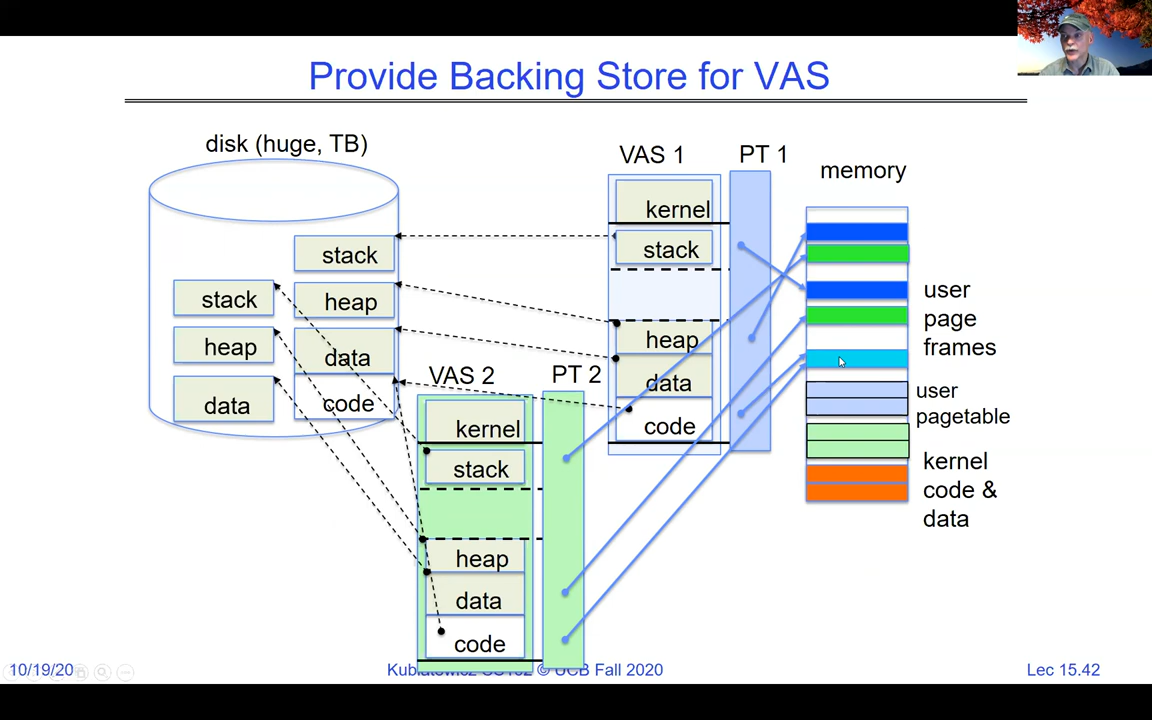 Provide Backing Store for VAS
disk (huge, TB)
stack
heap
data
code
stack
heap
data
VAS 1
PT 1
kernel
stack
heap
data
code
VAS 2
PT 2
kernel
stack
heap
data
code
memory
user
page
frames
user
pagetable
kernel
code &
data
10/19/20
Kubiatowicz CS162 © UCB Fall 2020
Lec 15.42